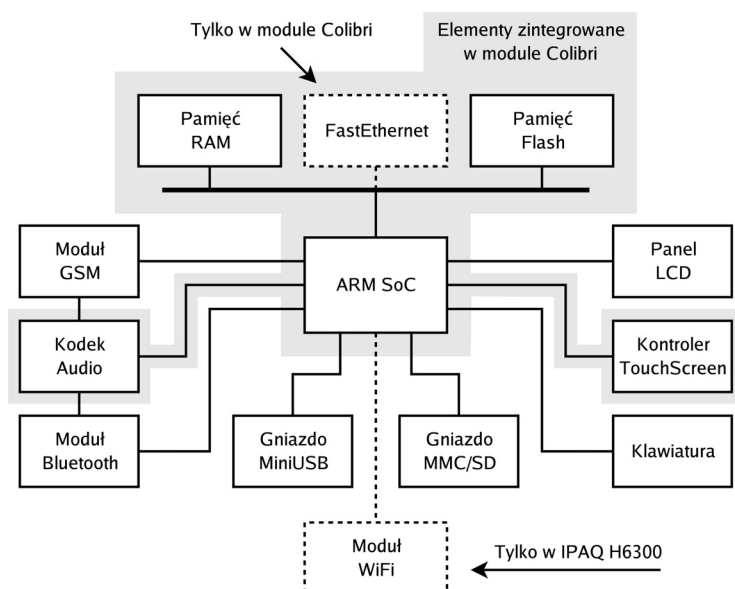 Tylko w module Colibri
Elementy zintegrowane
w module Colibri
Pamięć
RAM
FastEthernet
Pamięć
Flash
Moduł
GSM
ARM SoC
Panel
LCD
Kodek
Audio
Kontroler
TouchScreen
Moduł
Bluetooth
Gniazdo
MiniUSB
Gniazdo
MMC/SD
Klawiatura
Moduł
WiFi
Tylko w IPAQ H6300